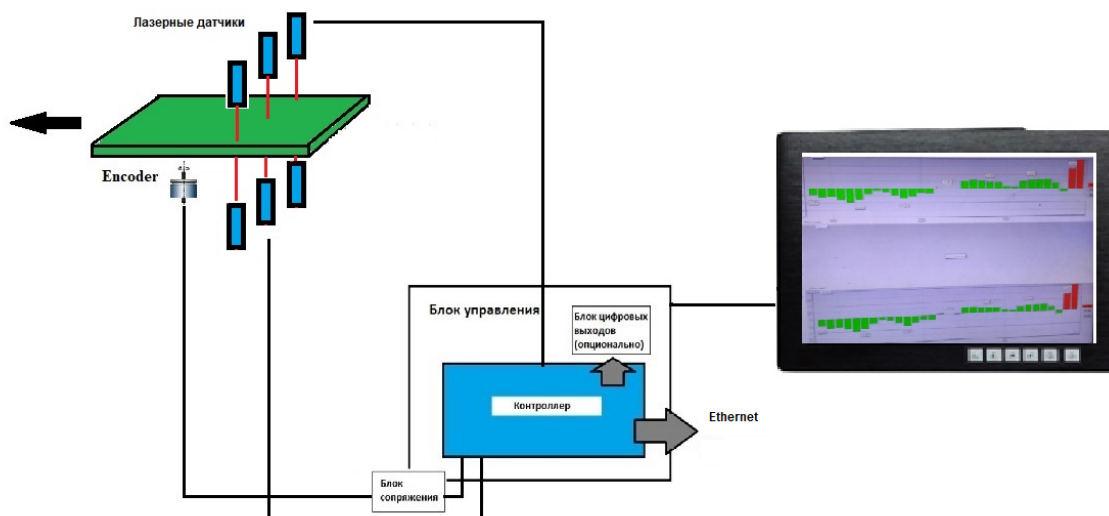 Лазерные датчики
Encoder
Блок управления
Блок цифровых
выходов
(опционально)
Контроллер
Ethernet
Блок
сопряжения